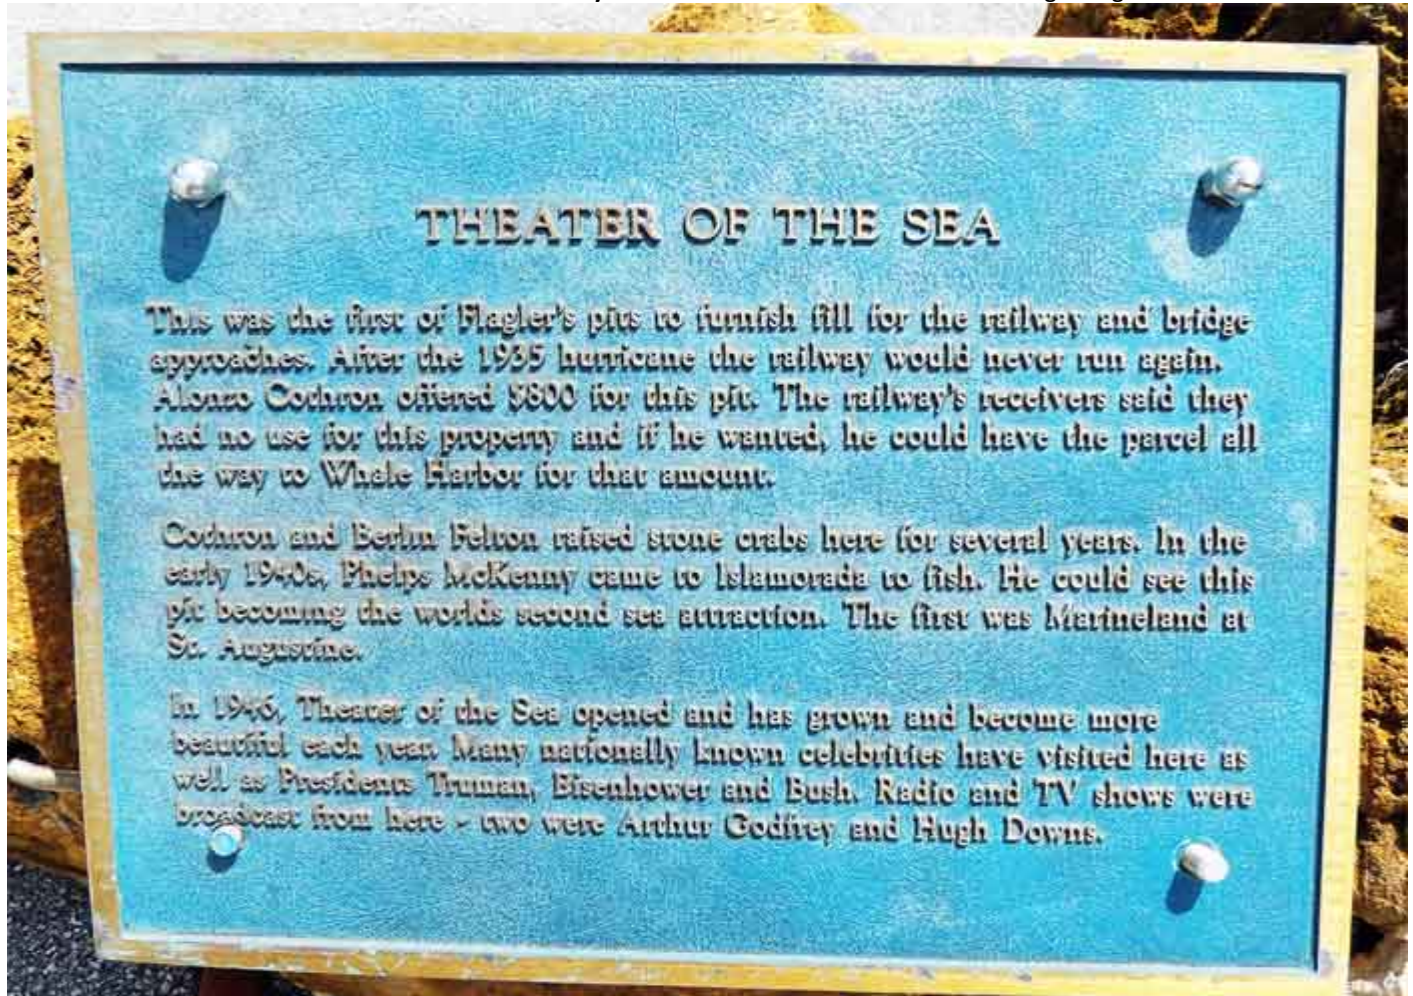 THEATER OF THE SEA
This was the first of Flagler's pits to furnish fill for the railway and bridge
approaches. After the 1935 hurricane the railway would never run again.
Alonzo Cothron offered $800 for this pit. The railway's receivers said they
had no use for this property and if he wanted, he could have the parcel all
the way to Whale Harbor for that amount.
Cothron and Berlin Felton raised stone crabs here for several years. In the
early 1940s, Phelps McKenny came to Islamorada to fish. He could see this
pit becoming the worlds second sea attraction. The first was Marineland at
St. Augustine.
In 1946, Theater of the Sea opened and has grown and become more
beautiful each year. Many nationally known celebrities have visited here as
well as Presidents Truman, Eisenhower and Bush. Radio and TV shows were
broadcast from here - two were Arthur Godfrey and Hugh Downs.